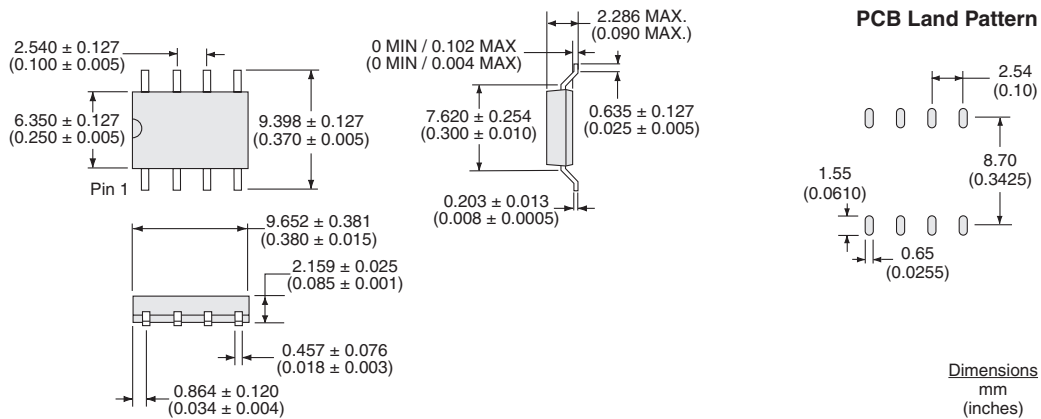 2.540 ± 0.127
(0.100 ± 0.005)
6.350 ± 0.127
(0.250 ± 0.005)
9.398 ± 0.127
(0.370 ± 0.005)
Pin 1
9.652 ± 0.381
(0.380 ± 0.015)
2.159 ± 0.025
(0.085 ± 0.001)
0.457 ± 0.076
(0.018 ± 0.003)
0.864 ± 0.120
(0.034 ± 0.004)
2.286 MAX.
(0.090 MAX.)
0 MIN / 0.102 MAX
(0 MIN / 0.004 MAX)
7.620 ± 0.254
(0.300 ± 0.010)
0.635 ± 0.127
(0.025 ± 0.005)
0.203 ± 0.013
(0.008 ± 0.0005)
PCB Land Pattern
2.54
(0.10)
8.70
(0.3425)
1.55
(0.0610)
0.65
(0.0255)
Dimensions
mm
(inches)